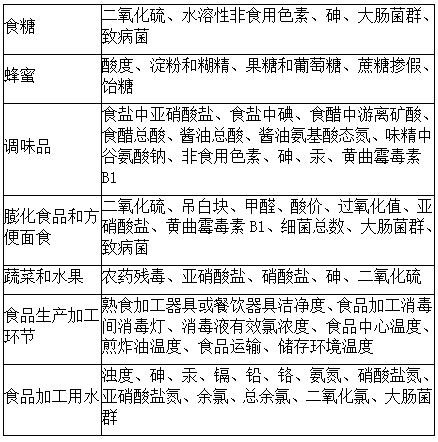 食糖
二氧化硫、水溶性非食用色素、砷、大肠菌群、
致病菌
蜂蜜
酸度、淀粉和糊精、果糖和葡萄糖、蔗糖掺假、
饴糖
调味品
食盐中亚硝酸盐、食盐中碘、食醋中游离矿酸、
食醋总酸、酱油总酸、酱油氨基酸态氮、味精中
谷氨酸钠、非食用色素、砷、汞、黄曲霉毒素
B1
膨化食品和方
便面食
二氧化硫、吊白块、甲醛、酸价、过氧化值、亚
硝酸盐、黄曲霉毒素 B1、细菌总数、大肠菌群、
致病菌
蔬菜和水果
农药残毒、亚硝酸盐、硝酸盐、砷、二氧化硫
食品生产加工
环节
熟食加工器具或餐饮器具洁净度、食品加工消毒
间消毒灯、消毒液有效氯浓度、食品中心温度、
煎炸油温度、食品运输、储存环境温度
食品加工用水
浊度、砷、汞、镉、铅、铬、氨氮、硝酸盐氮、
亚硝酸盐氮、余氯、总余氯、二氧化氯、大肠菌
群